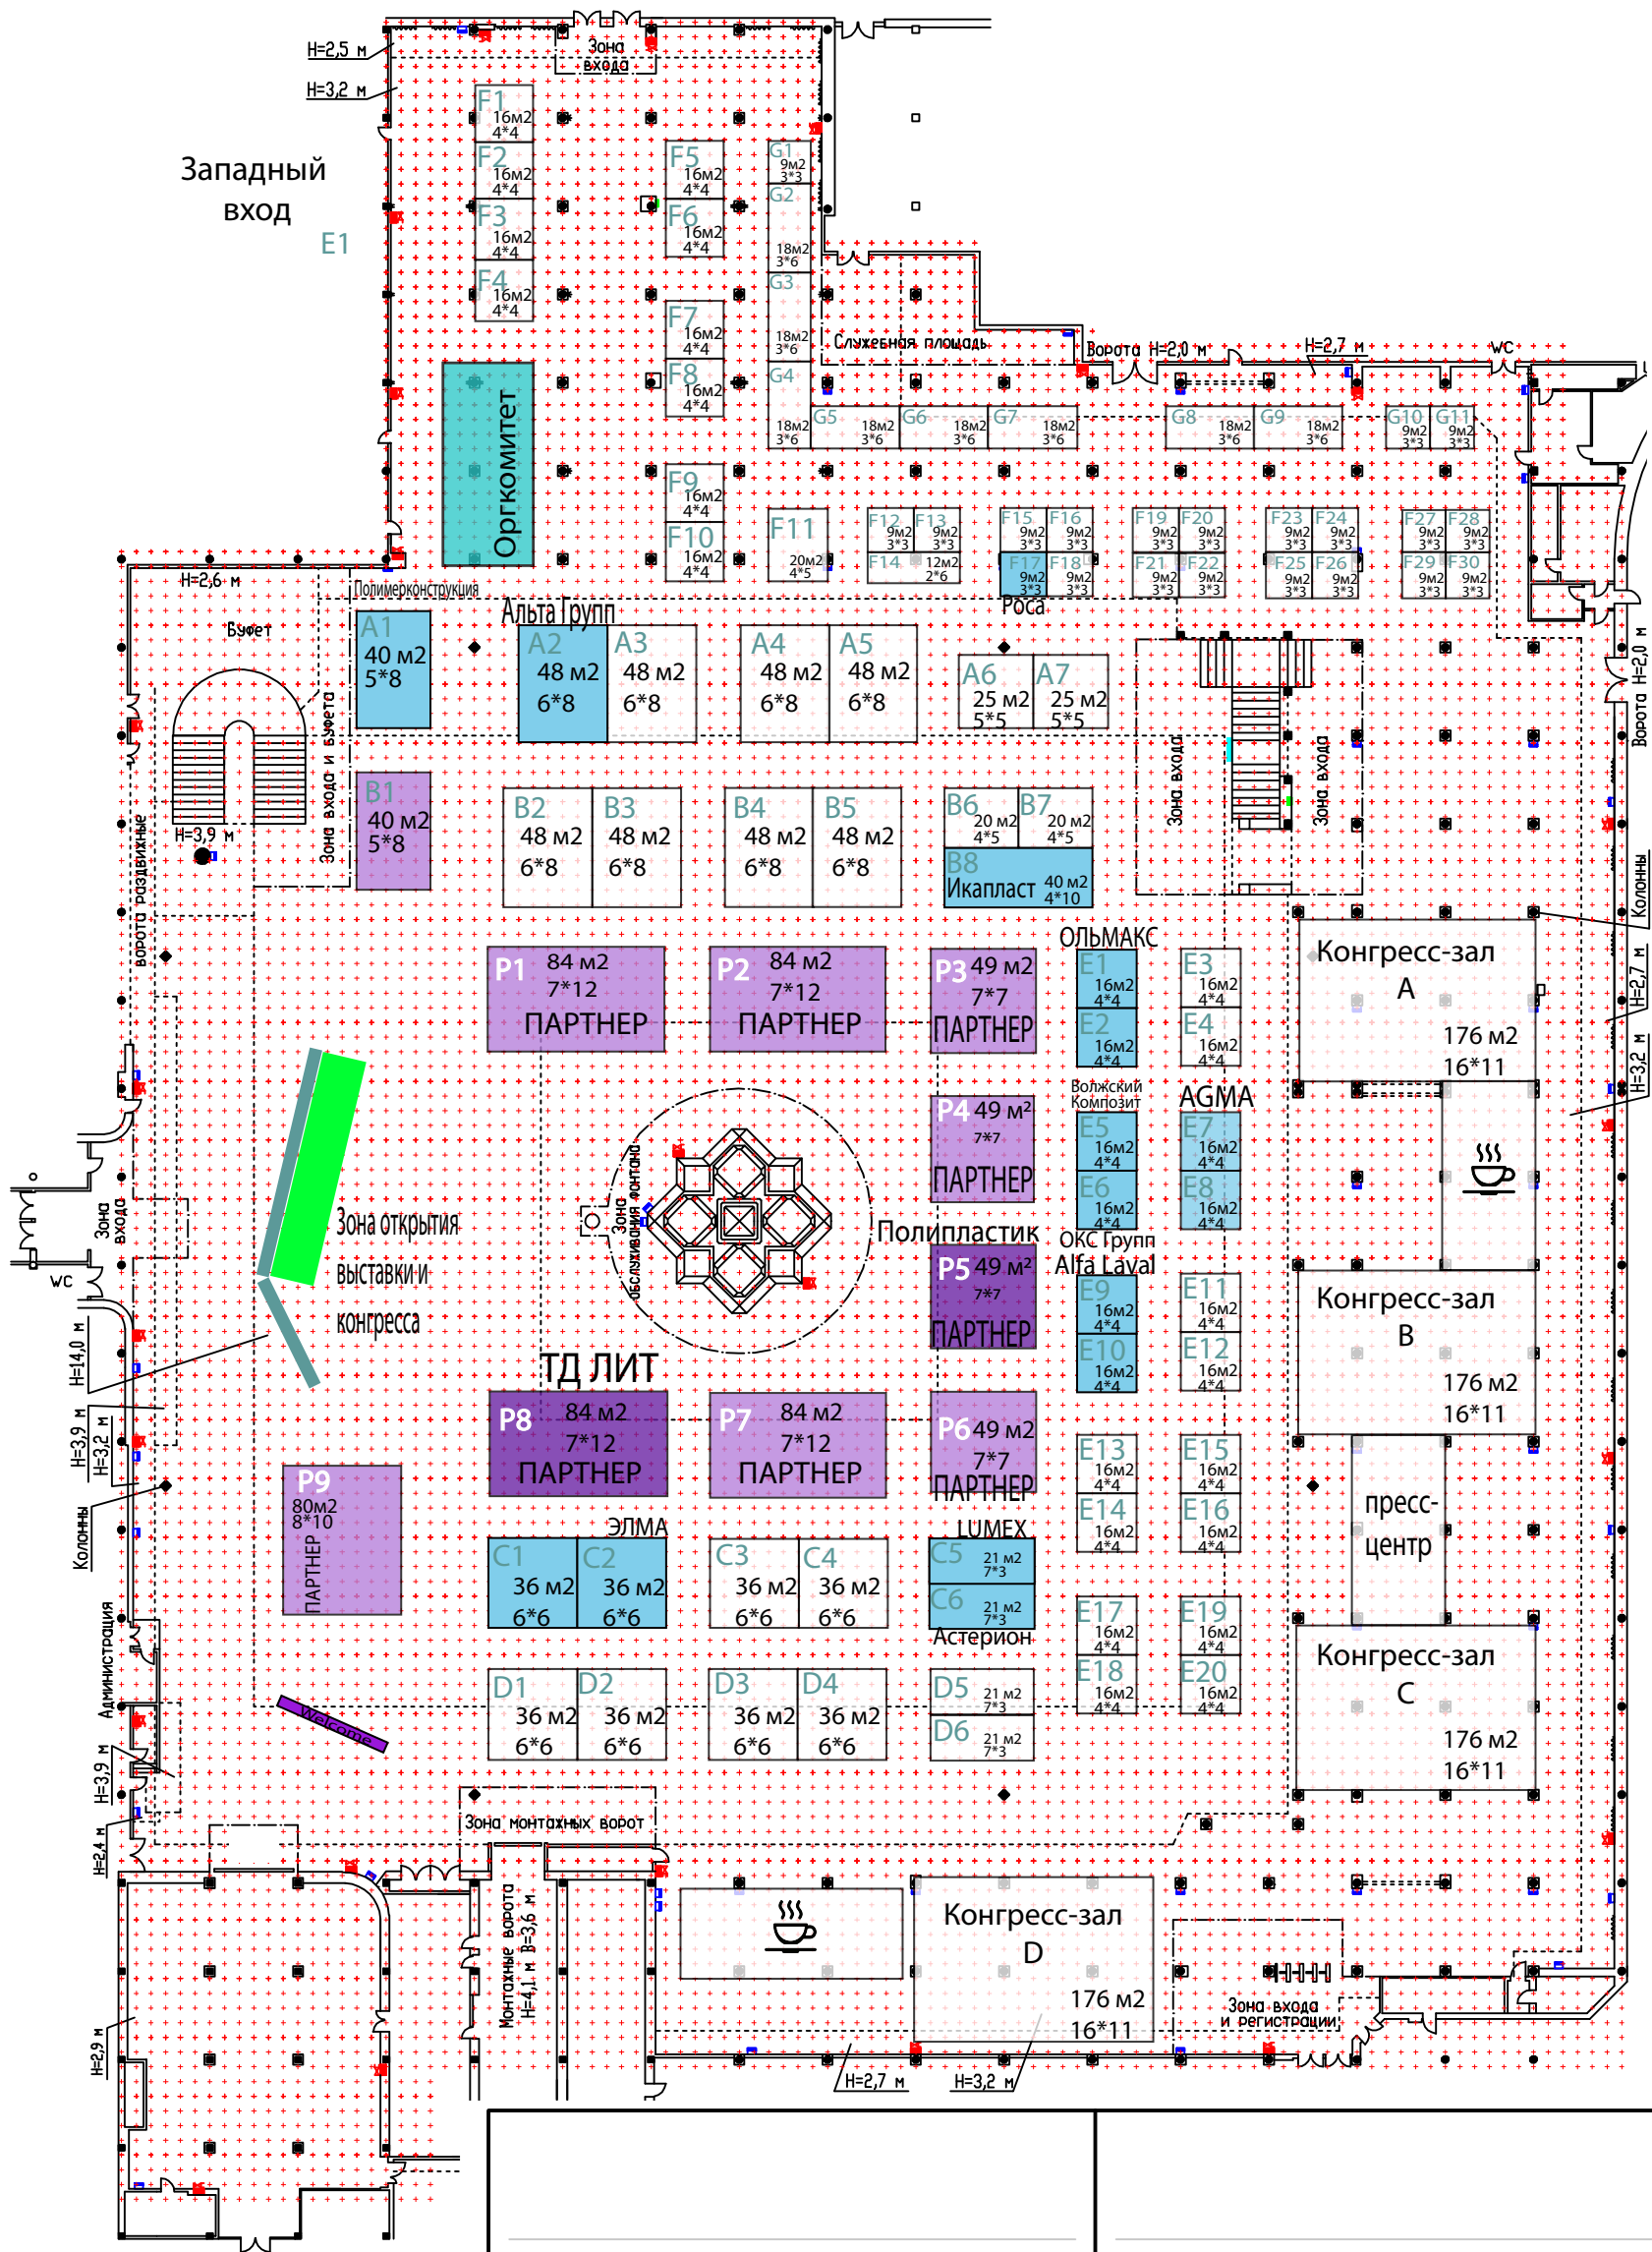 H=2,5 м
H=3,2 м
Зона
входа
Западный
вход
E1
F1
16м2
4*4
F2
16м2
4*4
F3
16м2
4*4
F4
16м2
4*4
F5
16м2
4*4
F6
16м2
4*4
F7
16м2
4*4
F8
16м2
4*4
F9
16м2
4*4
F10
16м2
4*4
G1
9м2
3*3
G2
18м2
3*6
G3
18м2
3*6
G4
18м2
3*6
G5
18м2
3*6
G6
18м2
3*6
G7
18м2
3*6
G8
18м2
3*6
G9
18м2
3*6
G10
9м2
3*3
G11
9м2
3*3
Служебная площадь
Ворота H=2,0 м
H=2,7 м
WC
Оргкомитет
F11
20м2
4*5
F12
9м2
3*3
F13
9м2
3*3
F14
12м2
2*6
F15
9м2
3*3
F16
9м2
3*3
F17
9м2
3*3
F18
9м2
3*3
Роса
F19
9м2
3*3
F20
9м2
3*3
F21
9м2
3*3
F22
9м2
3*3
F23
9м2
3*3
F24
9м2
3*3
F25
9м2
3*3
F26
9м2
3*3
F27
9м2
3*3
F28
9м2
3*3
F29
9м2
3*3
F30
9м2
3*3
H=2,6 м
Буфет
H=3,9 м
Зона входа и буфета
ворота раздвижные
Полимерконструкция
A1
40 м2
5*8
Альта Групп
A2
48 м2
6*8
A3
48 м2
6*8
A4
48 м2
6*8
A5
48 м2
6*8
A6
25 м2
5*5
A7
25 м2
5*5
Зона входа
Зона входа
Ворота H=2,0 м
B1
40 м2
5*8
B2
48 м2
6*8
B3
48 м2
6*8
B4
48 м2
6*8
B5
48 м2
6*8
B6
20 м2
4*5
B7
20 м2
4*5
B8
Икапласт
40 м2
4*10
Колонны
H=2,7 м
H=3,2 м
P1
84 м2
7*12
ПАРТНЕР
P2
84 м2
7*12
ПАРТНЕР
P3
49 м2
7*7
ПАРТНЕР
ОЛЬМАКС
E1
16м2
4*4
E2
16м2
4*4
E3
16м2
4*4
E4
16м2
4*4
Конгресс-зал
A
176 м2
16*11
P4
49 м²
7*7
ПАРТНЕР
Волжский
Композит
E5
16м2
4*4
E6
16м2
4*4
AGMA
E7
16м2
4*4
E8
16м2
4*4
Зона
обслуживания фонтана
Зона
входа
WC
Зона открытия
выставки и
конгресса
Полипластик
P5
49 м²
7*7
ПАРТНЕР
ОКС Групп
Alfa Laval
E9
16м2
4*4
E10
16м2
4*4
E11
16м2
4*4
E12
16м2
4*4
Конгресс-зал
B
176 м2
16*11
H=14,0 м
H=3,9 м
H=3,2 м
Колонны
ТД ЛИТ
P8
84 м2
7*12
ПАРТНЕР
P7
84 м2
7*12
ПАРТНЕР
P6
49 м2
7*7
ПАРТНЕР
P9
80м2
8*10
ПАРТНЕР
E13
16м2
4*4
E14
16м2
4*4
E15
16м2
4*4
E16
16м2
4*4
пресс-
центр
ЭЛМА
C1
36 м2
6*6
C2
36 м2
6*6
C3
36 м2
6*6
C4
36 м2
6*6
LUMEX
C5
21 м2
7*3
C6
21 м2
7*3
Астерион
E17
16м2
4*4
E18
16м2
4*4
E19
16м2
4*4
E20
16м2
4*4
Конгресс-зал
C
176 м2
16*11
Администрация
Welcome
D1
36 м2
6*6
D2
36 м2
6*6
D3
36 м2
6*6
D4
36 м2
6*6
D5
21 м2
7*3
D6
21 м2
7*3
H=3,9 м
H=2,4 м
H=2,9 м
Зона монтажных ворот
Монтажные ворота
H=4,1 м B=3,6 м
Конгресс-зал
D
176 м2
16*11
Зона входа
и регистрации
H=2,7 м
H=3,2 м